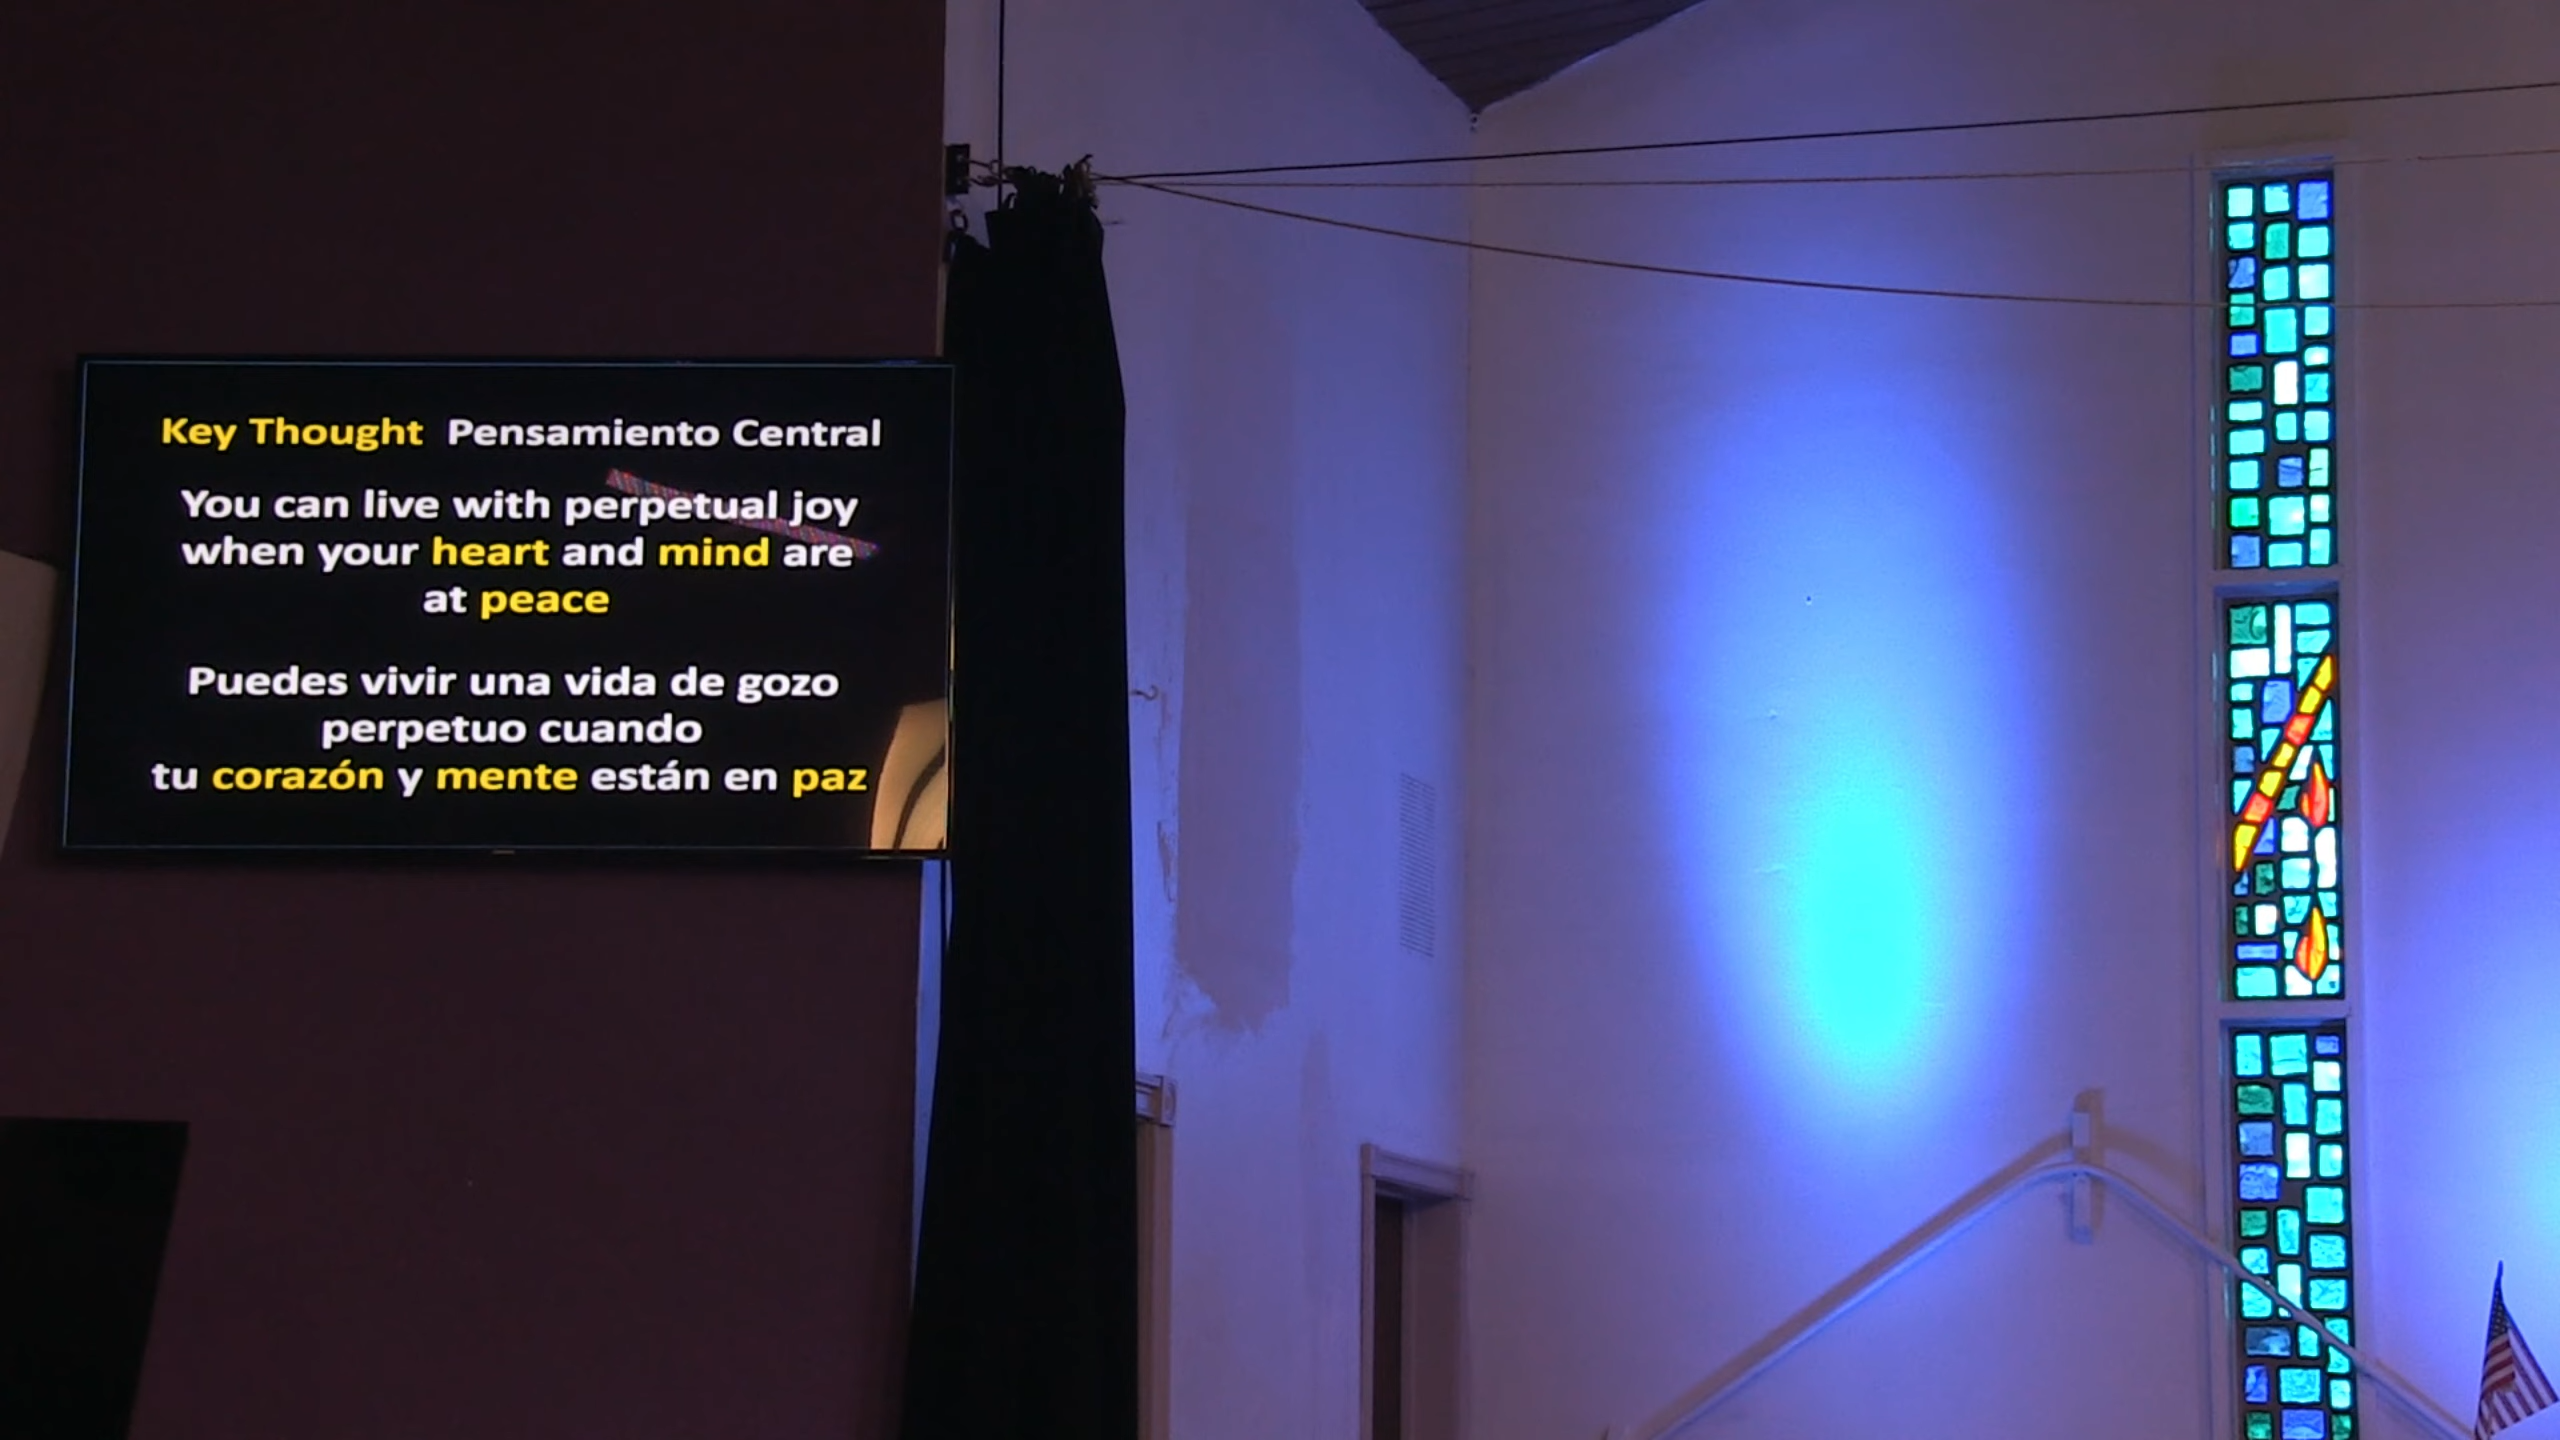 Key Thought Pensamiento Central
You can live with perpetual joy
when your heart and mind are
at peace
Puedes vivir una vida de gozo
perpetuo cuando
tu corazón y mente están en paz